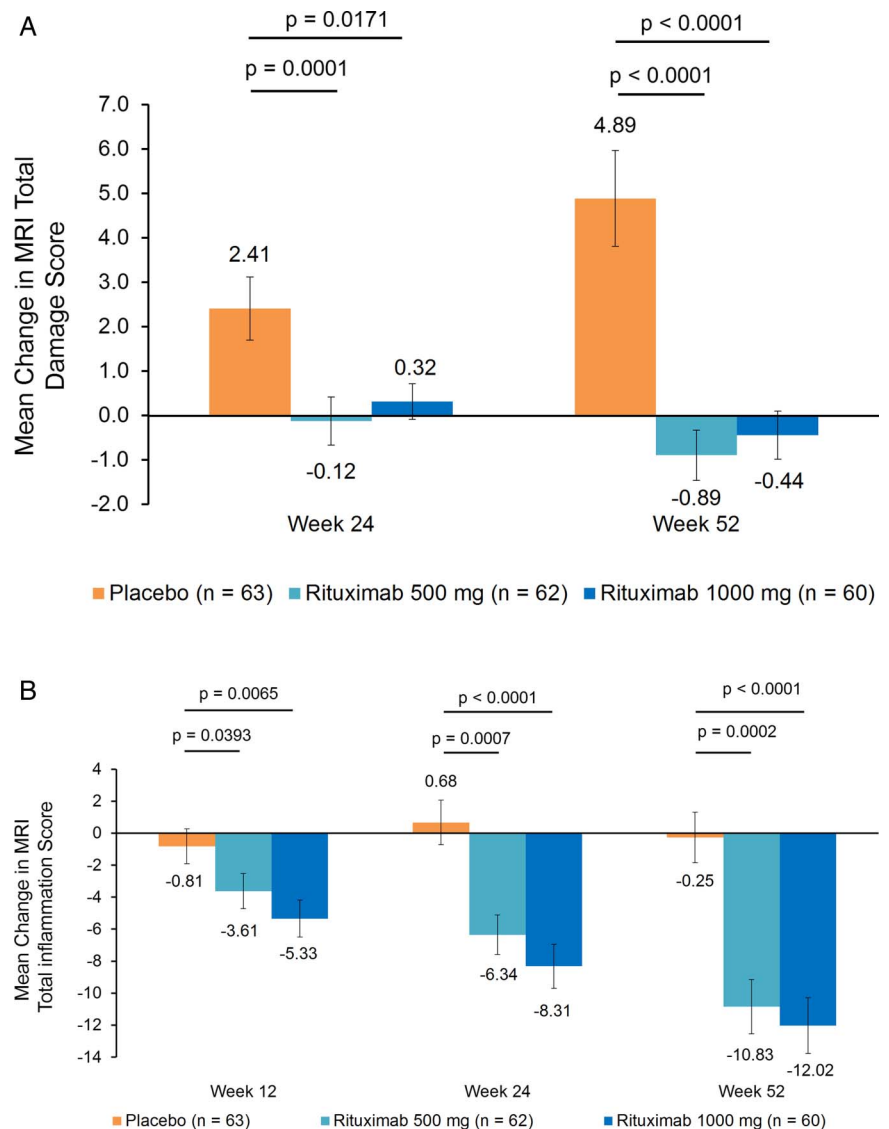 A
p = 0.0171
p < 0.0001
p = 0.0001
p < 0.0001
Mean Change in MRI Total
Damage Score
7.0
6.0
5.0
4.0
3.0
2.0
1.0
0.0
-1.0
-2.0
2.41
-0.12
0.32
4.89
-0.89
-0.44
Week 24
Week 52
Placebo (n = 63)
Rituximab 500 mg (n = 62)
Rituximab 1000 mg (n = 60)
B
p = 0.0065
p < 0.0001
p < 0.0001
p = 0.0393
p = 0.0007
p = 0.0002
Mean Change in MRI
Total inflammation Score
4
2
0
-2
-4
-6
-8
-10
-12
-14
-0.81
-3.61
-5.33
0.68
-6.34
-8.31
-0.25
-10.83
-12.02
Week 12
Week 24
Week 52
Placebo (n = 63)
Rituximab 500 mg (n = 62)
Rituximab 1000 mg (n = 60)